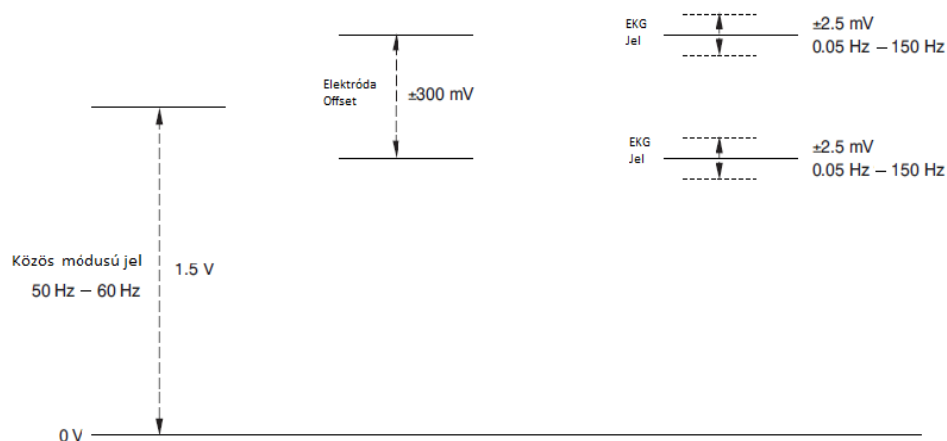 EKG
Jel
±2.5 mV
0.05 Hz – 150 Hz
Elektróda
Offset
±300 mV
EKG
Jel
±2.5 mV
0.05 Hz – 150 Hz
Közös módusú jel
50 Hz – 60 Hz
1.5 V
0 V